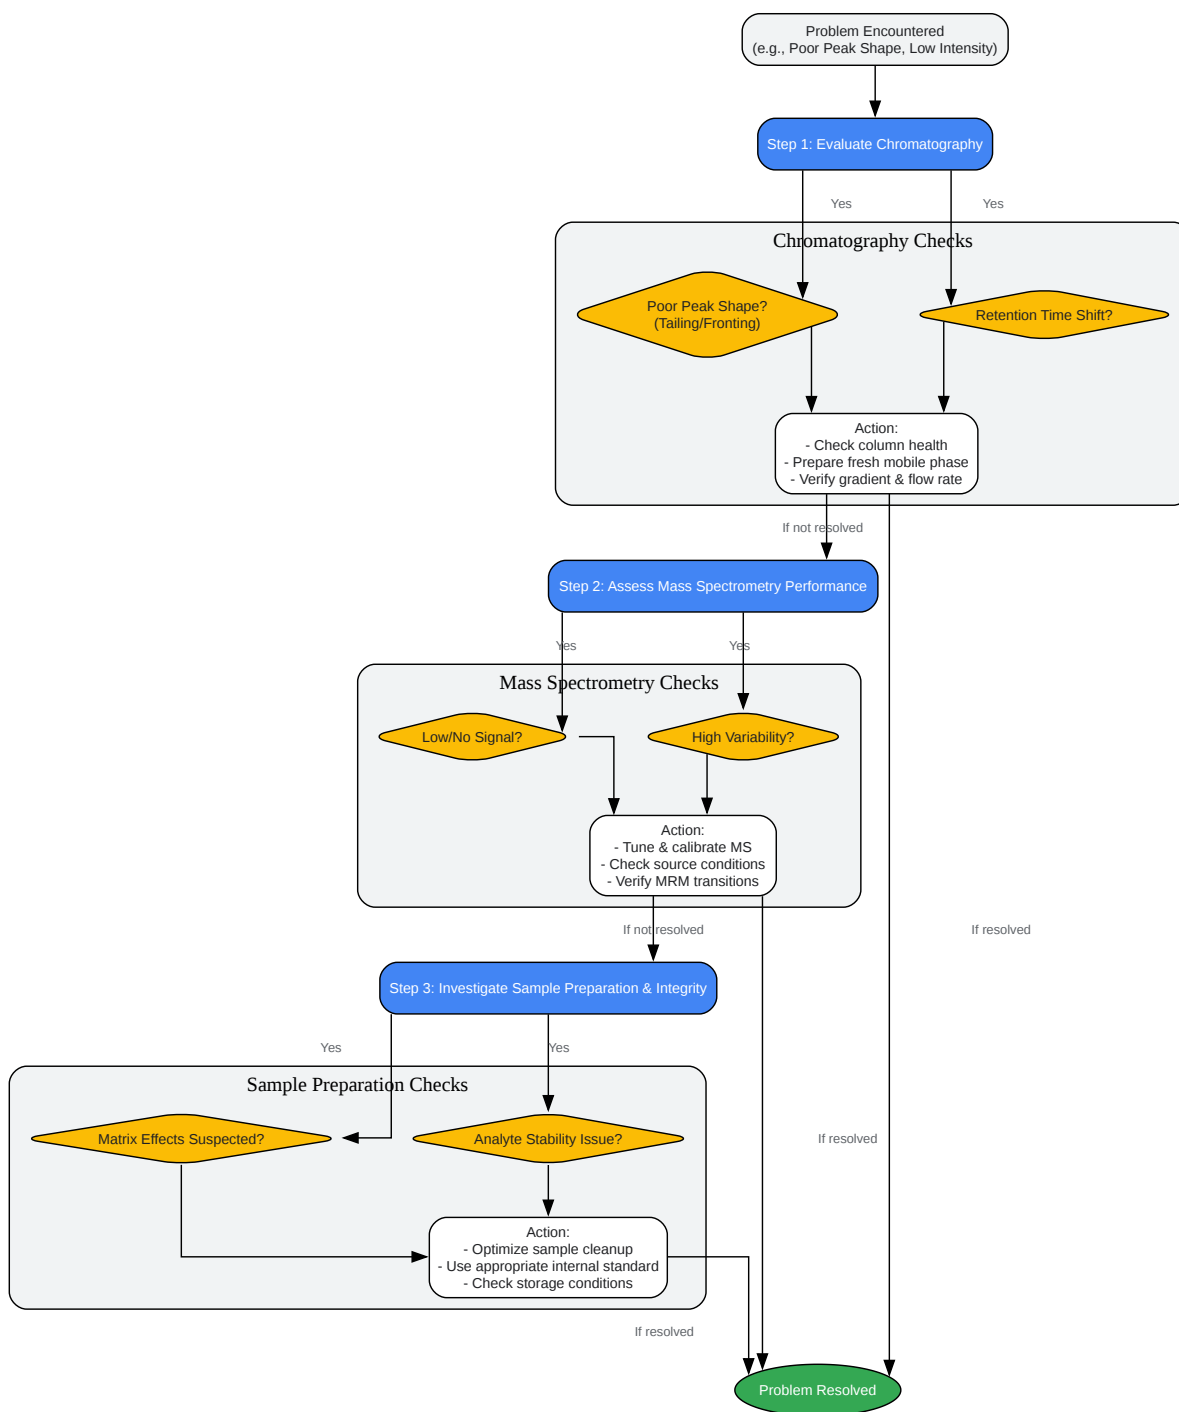 Problem Encountered
(e.g., Poor Peak Shape, Low Intensity)
Step 1: Evaluate Chromatography
Yes
Yes
Chromatography Checks
Poor Peak Shape?
(Tailing/Fronting)
Retention Time Shift?
Action:
- Check column health
- Prepare fresh mobile phase
- Verify gradient & flow rate
If not resolved
Step 2: Assess Mass Spectrometry Performance
Yes
Yes
Mass Spectrometry Checks
Low/No Signal?
High Variability?
Action:
- Tune & calibrate MS
- Check source conditions
- Verify MRM transitions
If not resolved
If resolved
Step 3: Investigate Sample Preparation & Integrity
Yes
Yes
Sample Preparation Checks
Matrix Effects Suspected?
Analyte Stability Issue?
If resolved
Action:
- Optimize sample cleanup
- Use appropriate internal standard
- Check storage conditions
If resolved
Problem Resolved